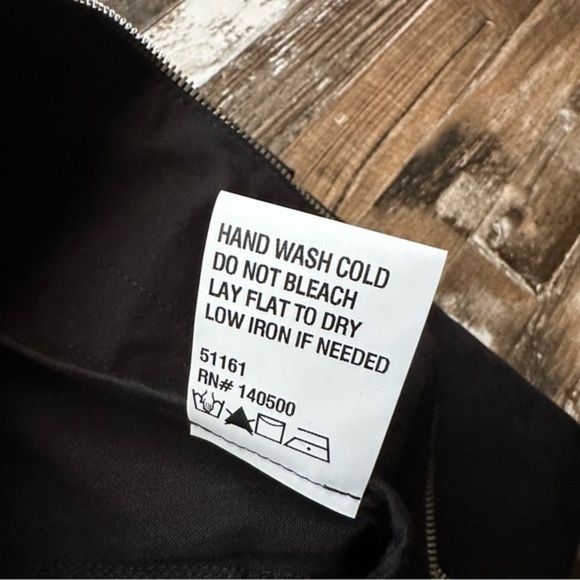 HAND WASH COLD
DO NOT BLEACH
LAY FLAT TO DRY
LOW IRON IF NEEDED
51161
RN# 140500